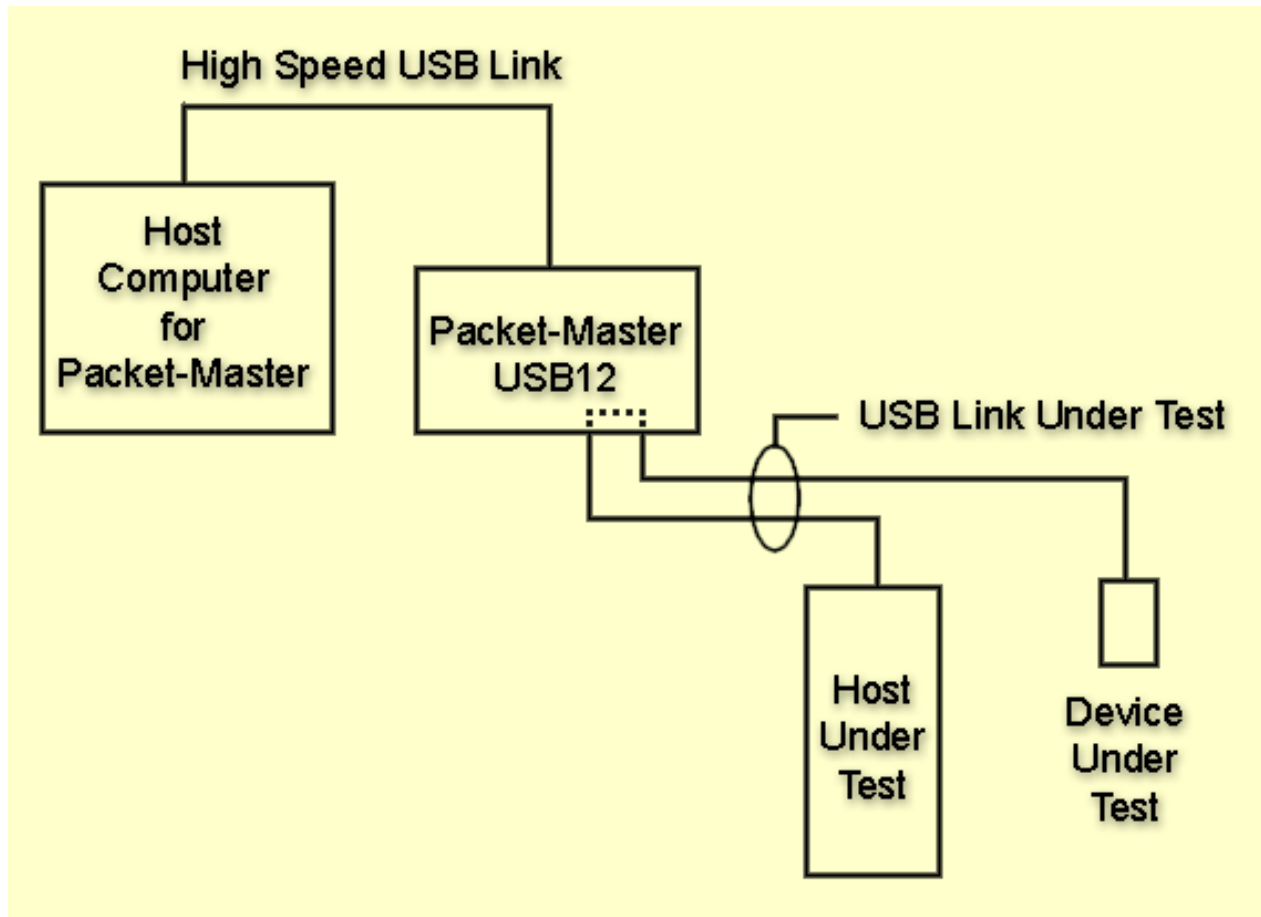 High Speed USB Link
Host
Computer
for
Packet-Master
Packet-Master
USB12
USB Link Under Test
Host
Under
Test
Device
Under
Test